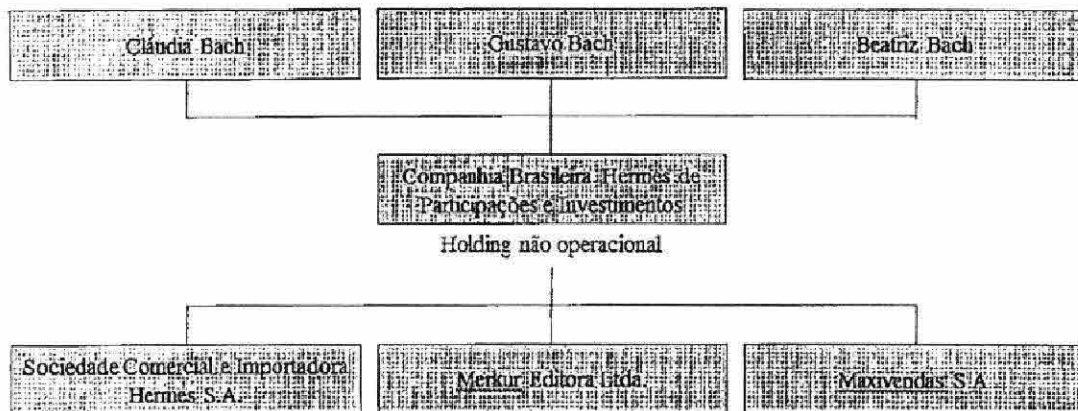 Cláudia Bach
Gustavo Bach
Beatriz Bach
Companhia Brasileira Hermes de
Participações e Investimentos
Holding não operacional
Sociedade Comercial e Importadora
Hermes S.A.
Merkur Editora Ltda.
Maxivendas S.A